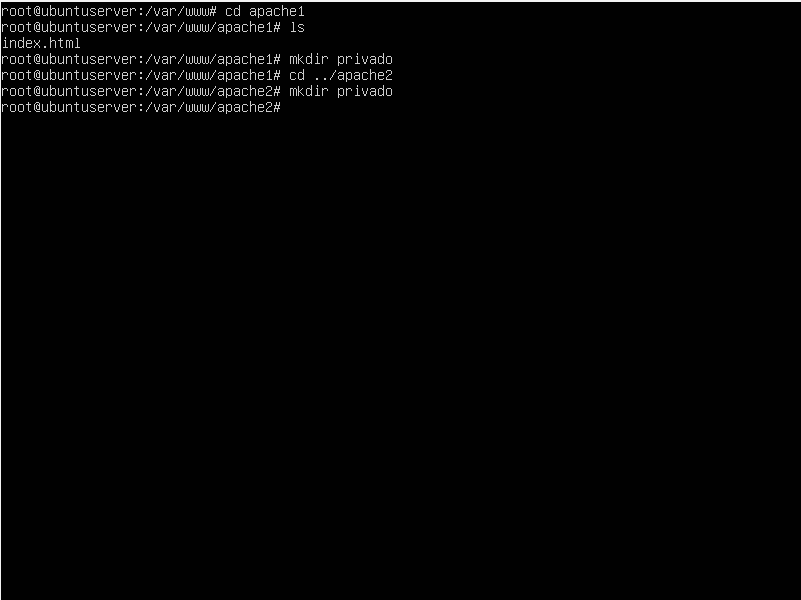 root@ubuntuserver:/var/www# cd apache1
root@ubuntuserver:/var/www/apache1# ls
index.html
root@ubuntuserver:/var/www/apache1# mkdir privado
root@ubuntuserver:/var/www/apache1# cd ../apache2
root@ubuntuserver:/var/www/apache2# mkdir privado
root@ubuntuserver:/var/www/apache2#